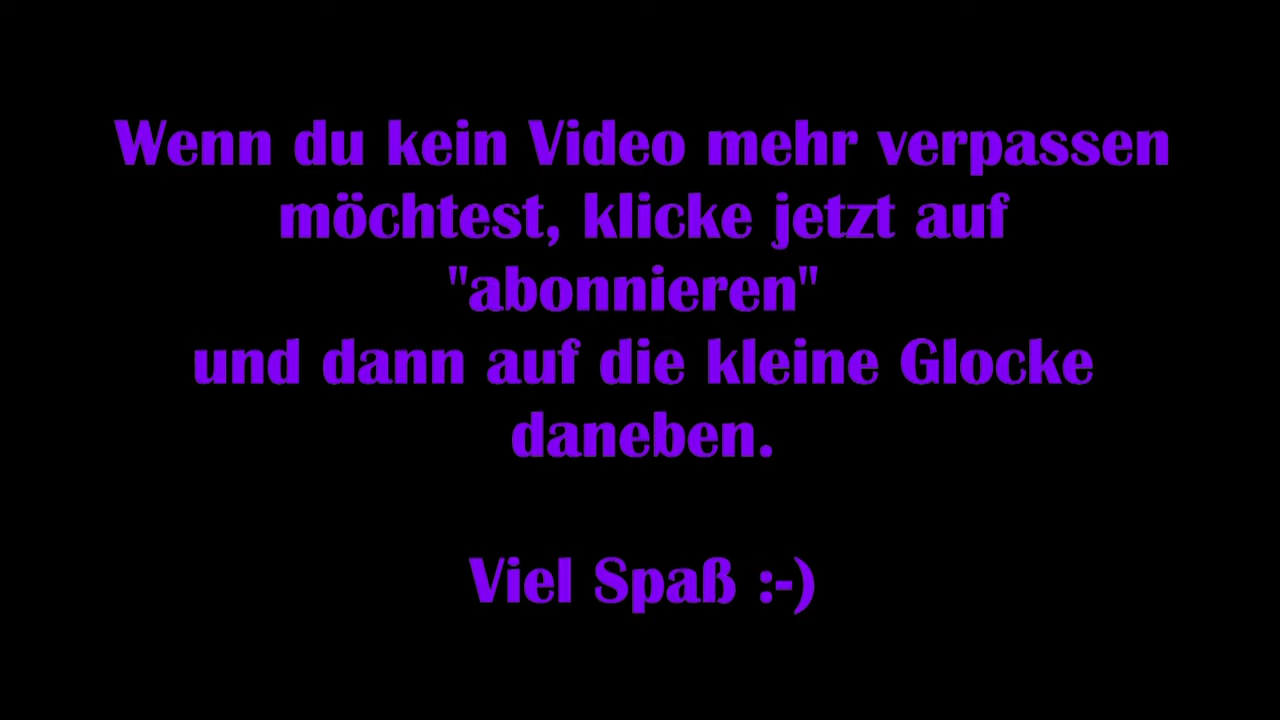 Wenn du kein Video mehr verpassen
möchtest, klicke jetzt auf
"abonnieren"
und dann auf die kleine Glocke
daneben.
Viel Spaß :-)